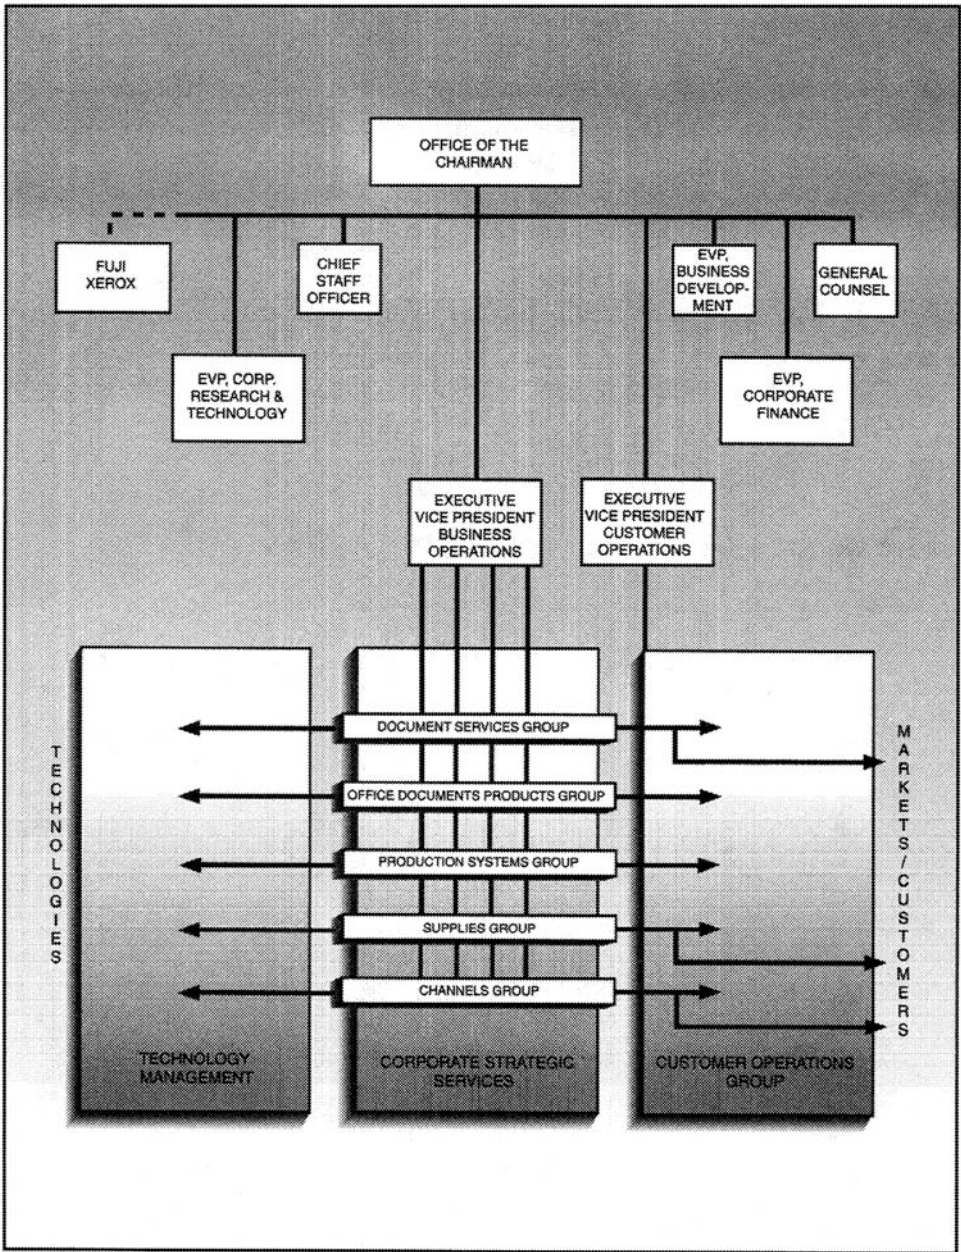 OFFICE OF THE
CHAIRMAN
FUJI
XEROX
CHIEF
STAFF
OFFICER
EVP,
BUSINESS
DEVELOP-
MENT
GENERAL
COUNSEL
EVP, CORP.
RESEARCH &
TECHNOLOGY
EVP,
CORPORATE
FINANCE
EXECUTIVE
VICE PRESIDENT
BUSINESS
OPERATIONS
EXECUTIVE
VICE PRESIDENT
CUSTOMER
OPERATIONS
TECHNOLOGIES
DOCUMENT SERVICES GROUP
OFFICE DOCUMENTS PRODUCTS GROUP
PRODUCTION SYSTEMS GROUP
SUPPLIES GROUP
CHANNELS GROUP
MARKETS/CUSTOMERS
TECHNOLOGY
MANAGEMENT
CORPORATE STRATEGIC
SERVICES
CUSTOMER OPERATIONS
GROUP